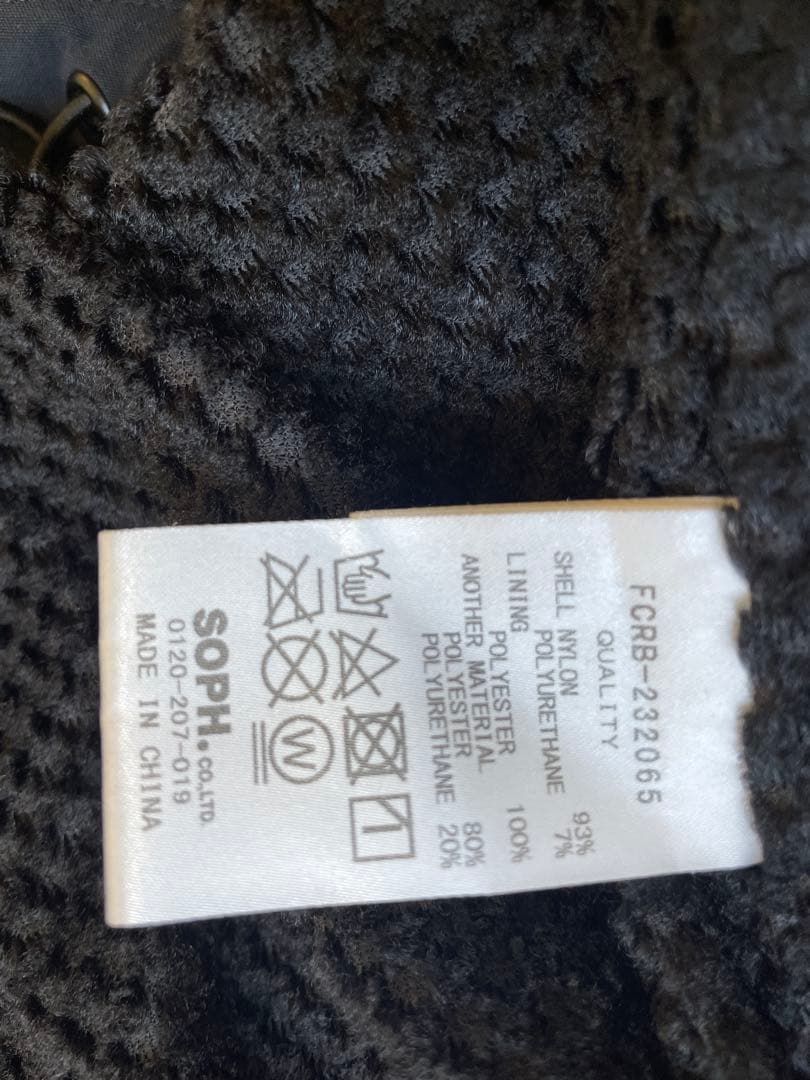 FCRB-232065
QUALITY
SHELL NYLON 93%
POLYURETHANE 7%
LINING
POLYESTER 100%
ANOTHER MATERIAL
POLYESTER 80%
POLYURETHANE 20%
W
SOPH.CO.,LTD.
0120-207-019
MADE IN CHINA